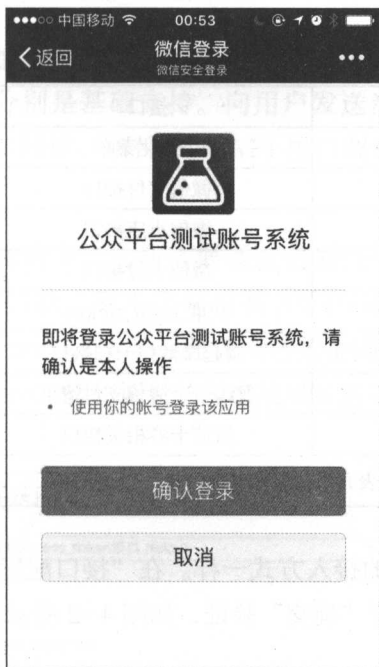 中国移动 00:53
返回 微信登录
微信安全登录
公众平台测试账号系统
即将登录公众平台测试账号系统，请
确认是本人操作
• 使用你的帐号登录该应用
确认登录
取消